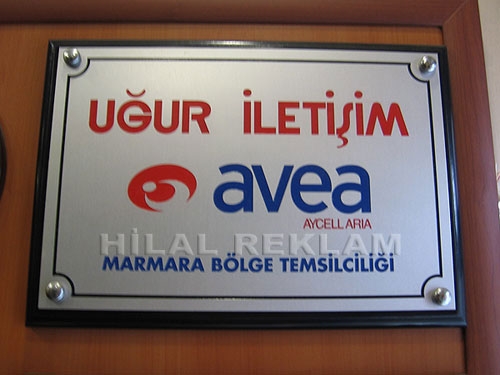 UĞUR İLETİŞİM
avea
AYCELL ARIA
HİLAL REKLAM
MARMARA BÖLGE TEMSİLCİLİĞİ